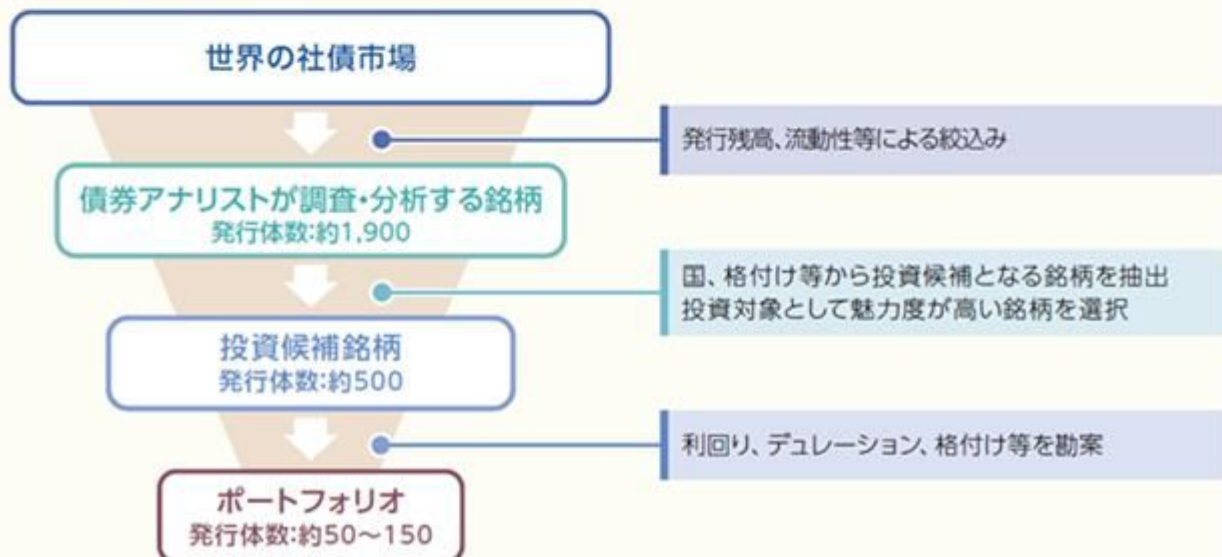 世界の社債市場
発行残高、流動性等による絞込み
債券アナリストが調査・分析する銘柄
発行体数:約1,900
国、格付け等から投資候補となる銘柄を抽出
投資対象として魅力度が高い銘柄を選択
投資候補銘柄
発行体数:約500
利回り、デュレーション、格付け等を勘案
ポートフォリオ
発行体数:約50～150